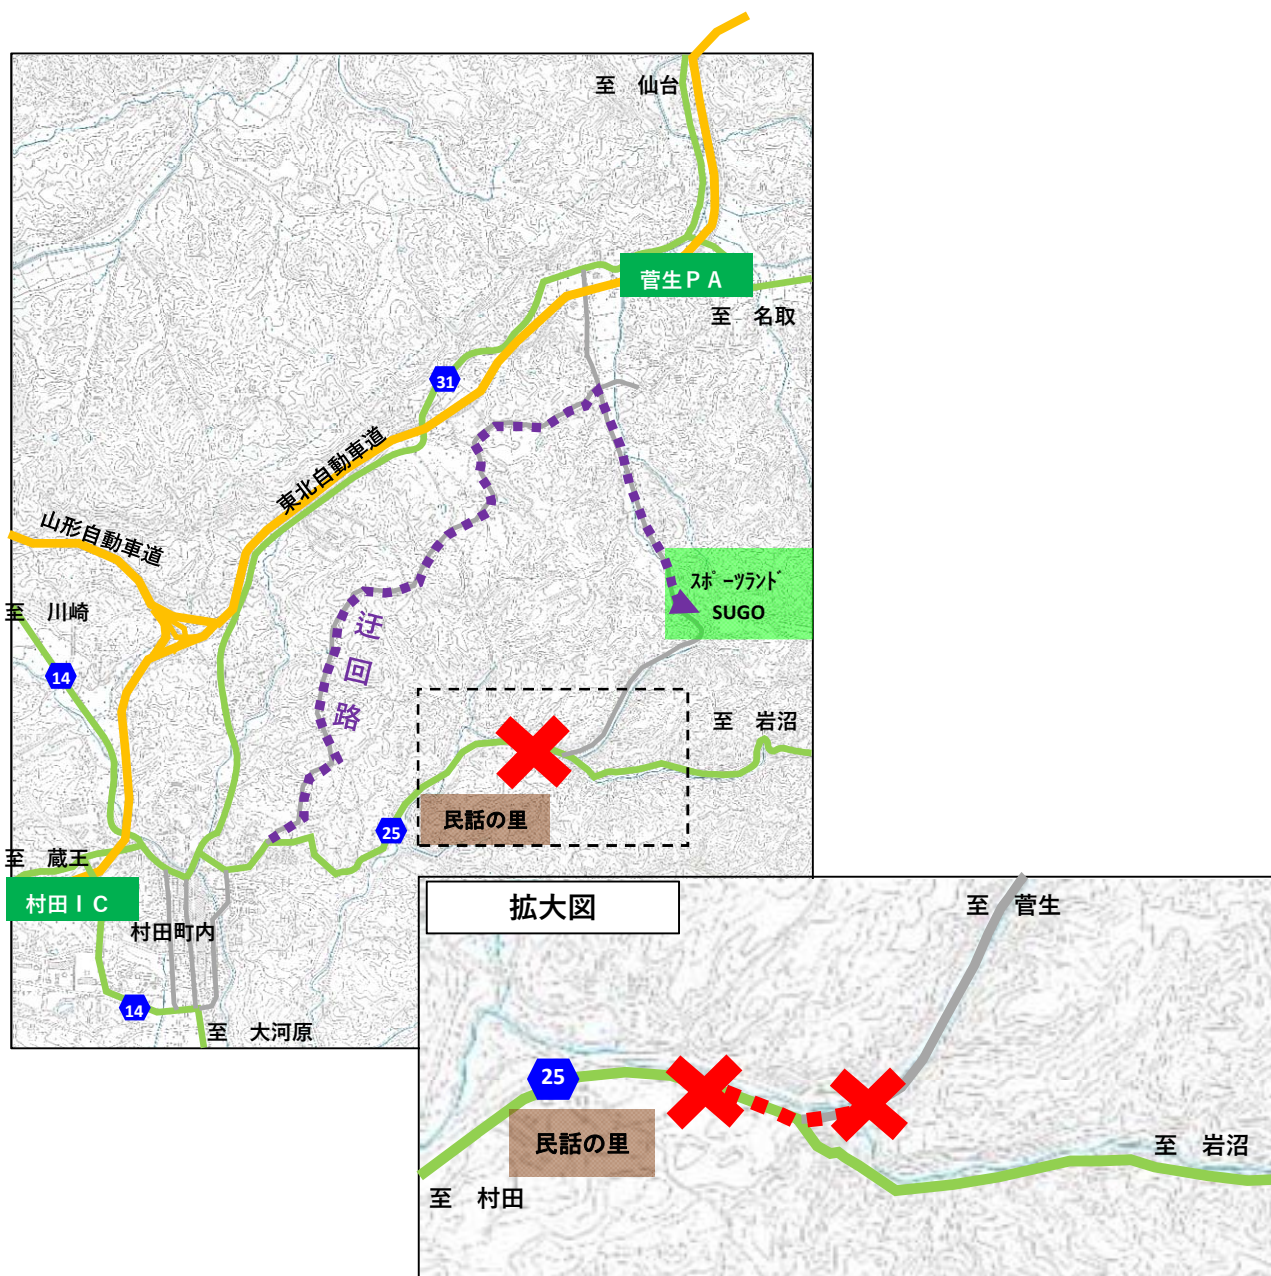 至　仙台
菅生ＰＡ
至　名取
31
東北自動車道
山形自動車道
ｽﾎﾟｰﾂﾗﾝﾄﾞ
SUGO
至　川崎
迂回路
14
至　岩沼
民話の里
25
至　蔵王
村田ＩＣ
村田町内
14
至　大河原
拡大図
至　菅生
25
民話の里
至　岩沼
至　村田